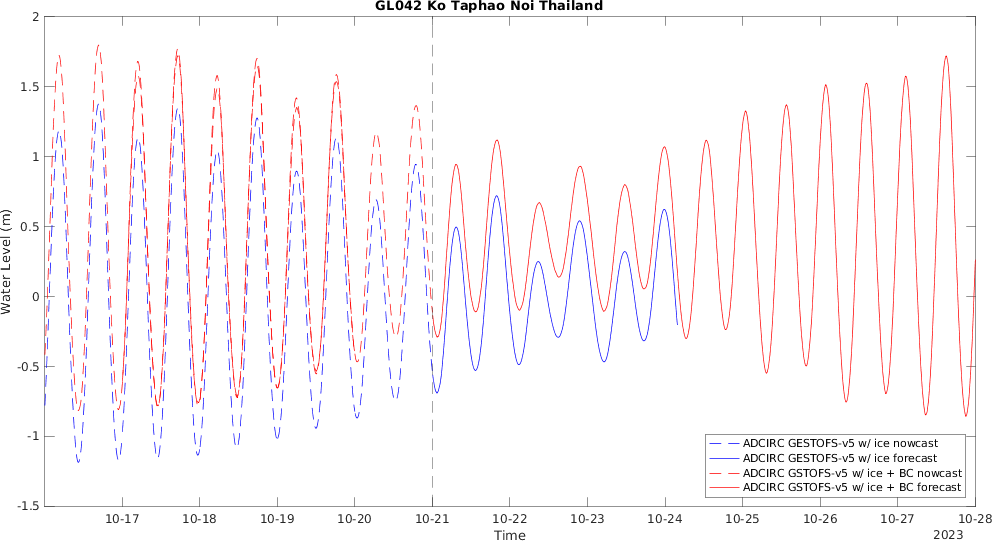 GL042 Ko Taphao Noi Thailand
Water Level (m)
2
1.5
1
0.5
0
-0.5
-1
-1.5
ADCIRC GESTOFS-v5 w/ ice nowcast
ADCIRC GESTOFS-v5 w/ ice forecast
ADCIRC GSTOFS-v5 w/ ice + BC nowcast
ADCIRC GSTOFS-v5 w/ ice + BC forecast
10-17 10-18 10-19 10-20 10-21 10-22 10-23 10-24 10-25 10-26 10-27 10-28
Time
2023